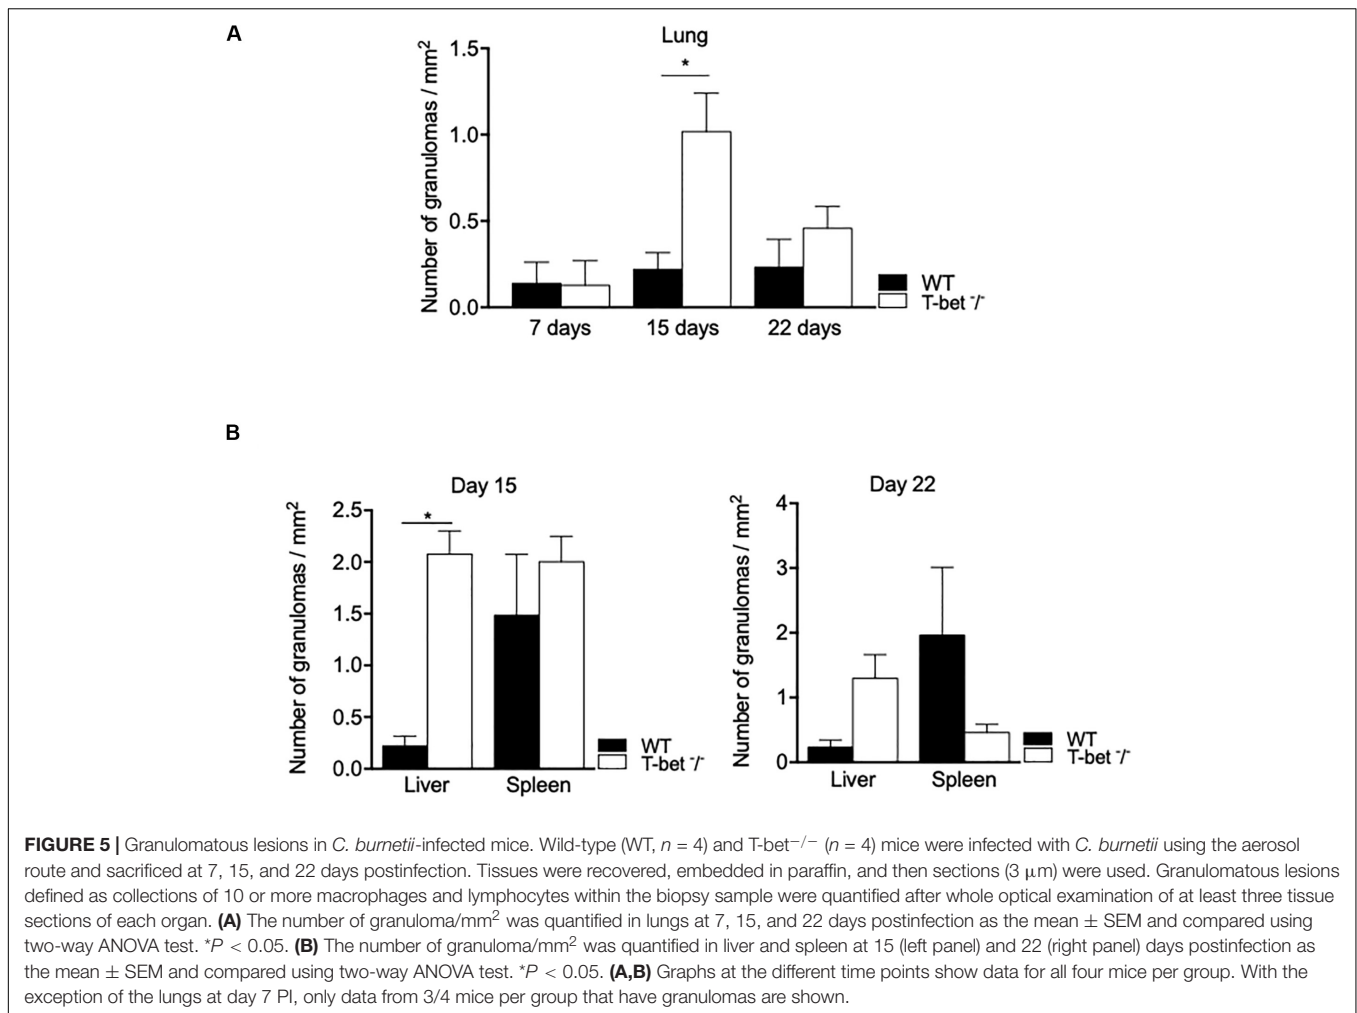 A
Lung
Number of granulomas / mm²
1.5
1.0
0.5
0.0
*
7 days 15 days 22 days
WT
T-bet -/-
B
Day 15
Number of granulomas / mm²
2.5
2.0
1.5
1.0
0.5
0.0
*
Liver Spleen
WT
T-bet -/-
Day 22
Number of granulomas / mm²
4
3
2
1
0
Liver Spleen
WT
T-bet -/-
FIGURE 5 | Granulomatous lesions in C. burnetii-infected mice. Wild-type (WT, n = 4) and T-bet−/− (n = 4) mice were infected with C. burnetii using the aerosol
route and sacrificed at 7, 15, and 22 days postinfection. Tissues were recovered, embedded in paraffin, and then sections (3 μm) were used. Granulomatous lesions
defined as collections of 10 or more macrophages and lymphocytes within the biopsy sample were quantified after whole optical examination of at least three tissue
sections of each organ. (A) The number of granuloma/mm² was quantified in lungs at 7, 15, and 22 days postinfection as the mean ± SEM and compared using
two-way ANOVA test. *P < 0.05. (B) The number of granuloma/mm² was quantified in liver and spleen at 15 (left panel) and 22 (right panel) days postinfection as
the mean ± SEM and compared using two-way ANOVA test. *P < 0.05. (A,B) Graphs at the different time points show data for all four mice per group. With the
exception of the lungs at day 7 PI, only data from 3/4 mice per group that have granulomas are shown.